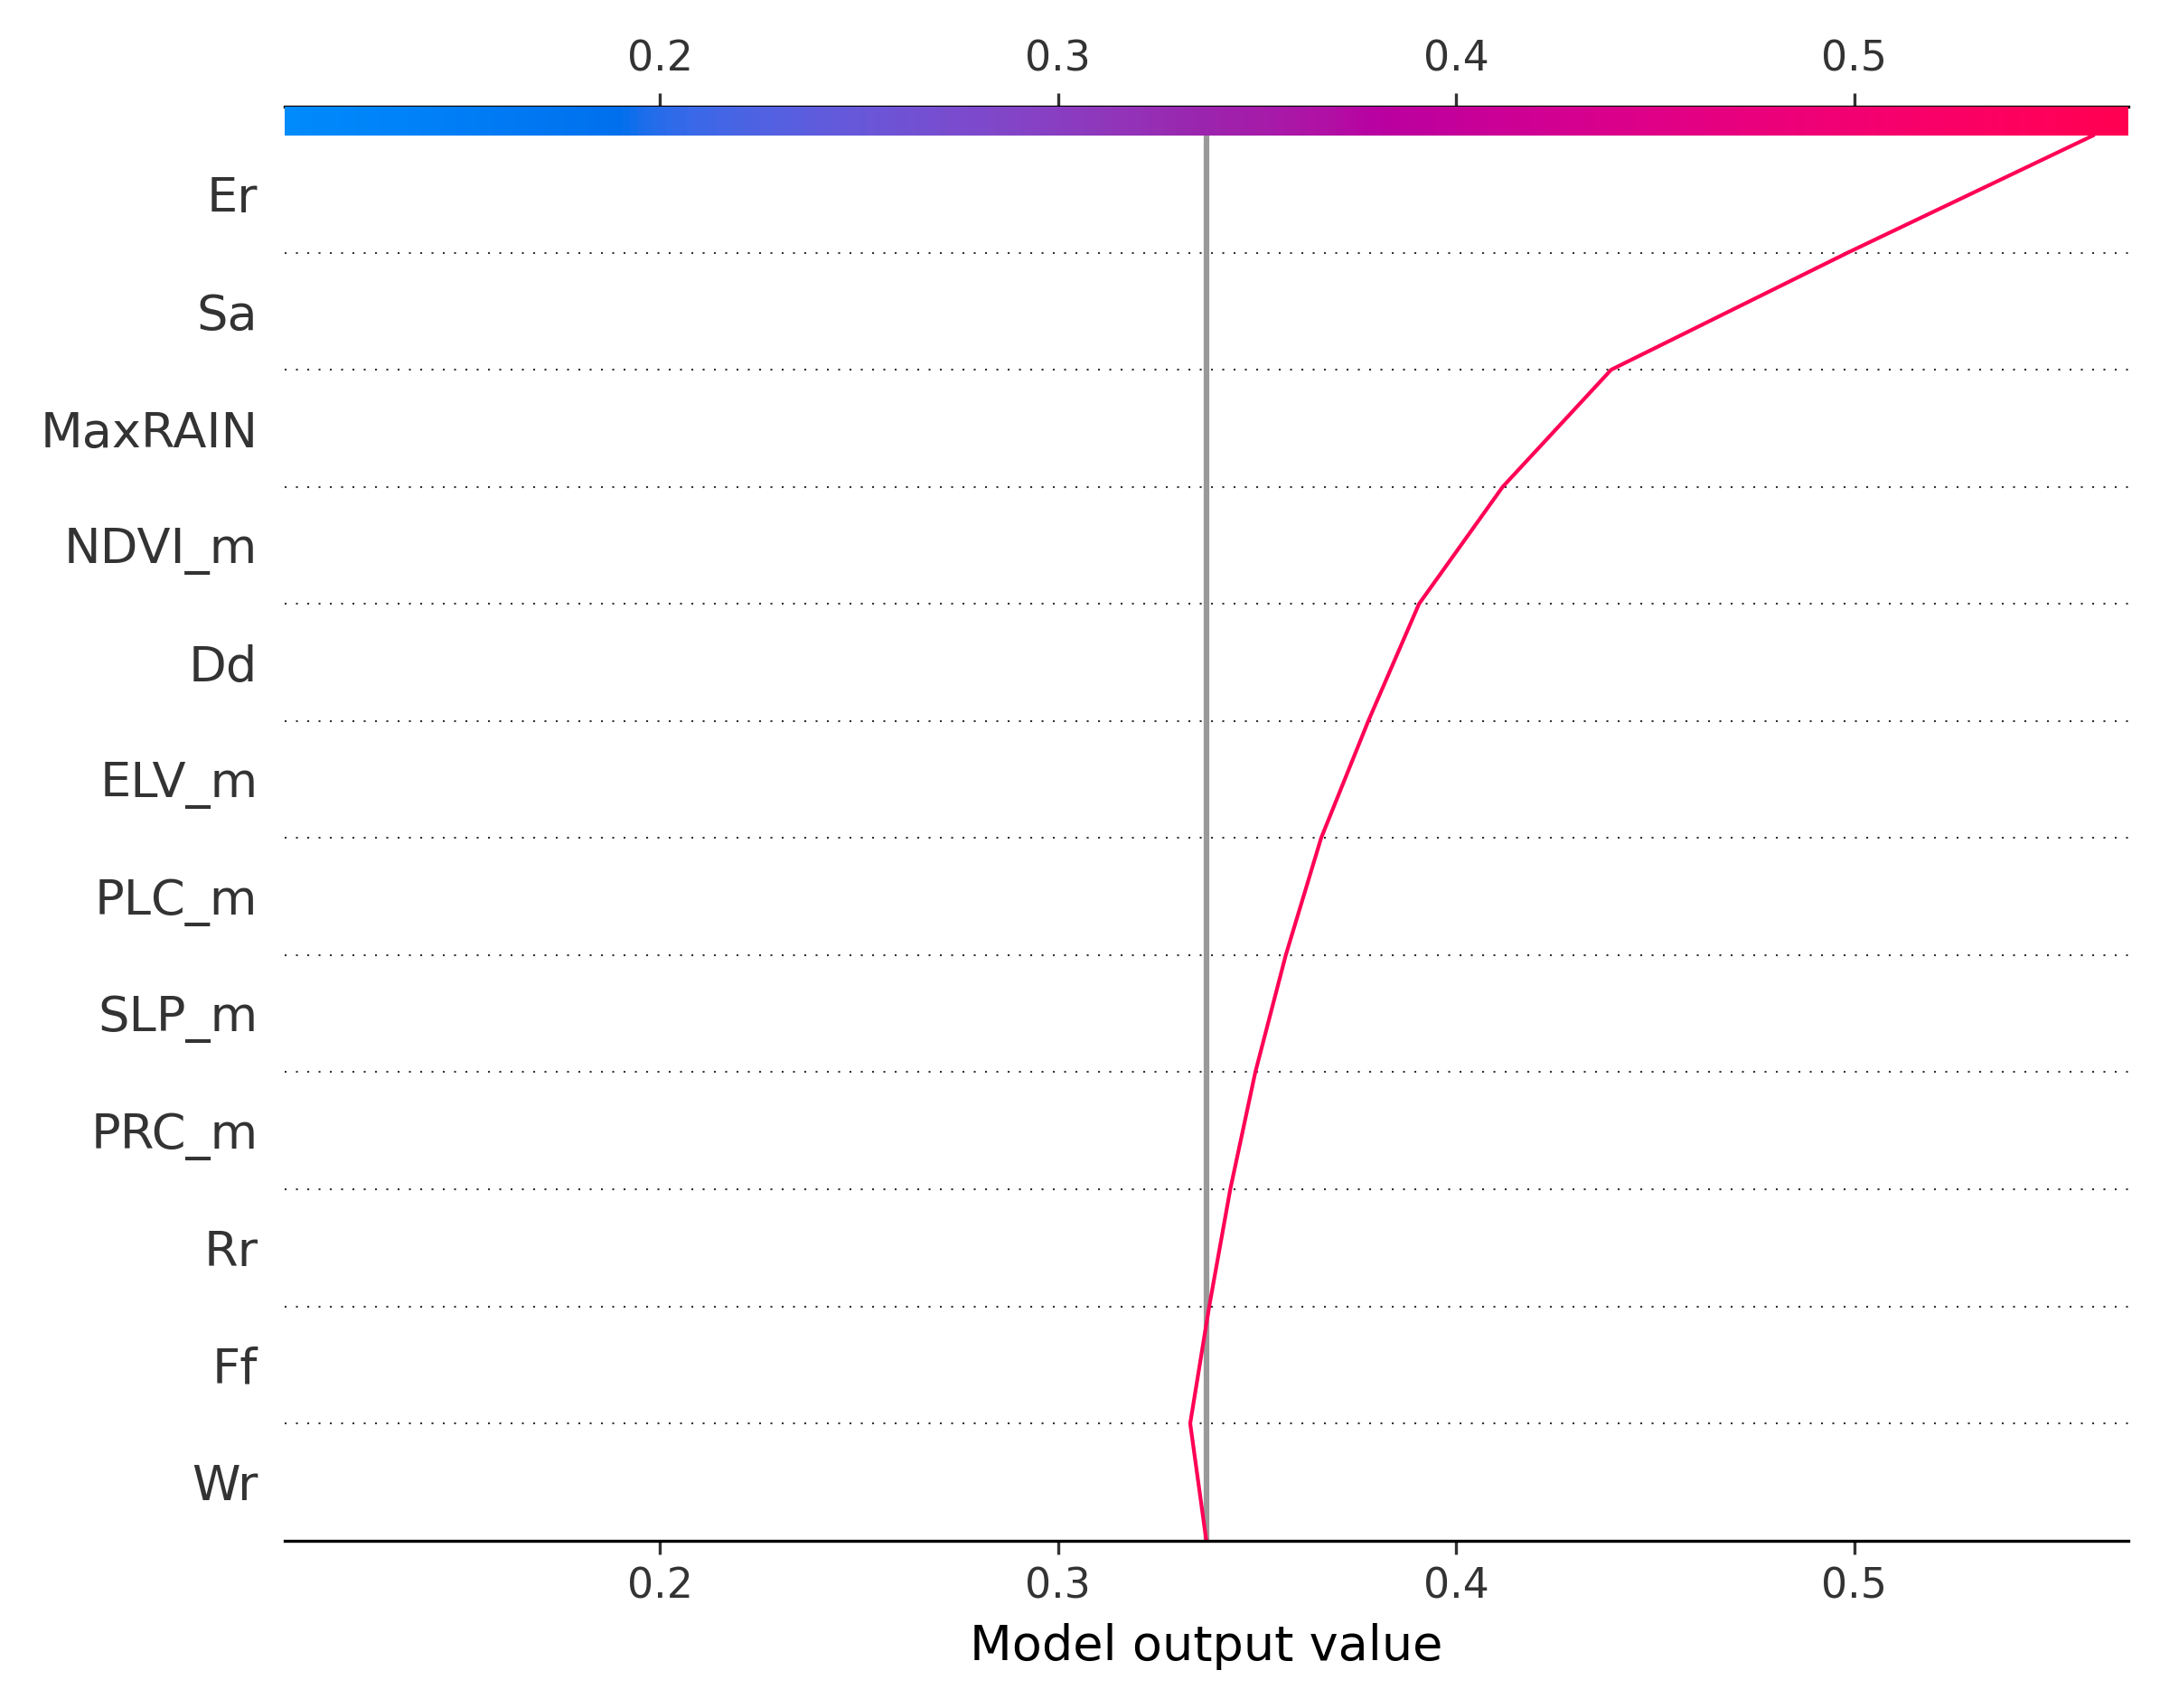 0.2 0.3 0.4 0.5
Er
Sa
MaxRAIN
NDVI_m
Dd
ELV_m
PLC_m
SLP_m
PRC_m
Rr
Ff
Wr
0.2 0.3 0.4 0.5
Model output value